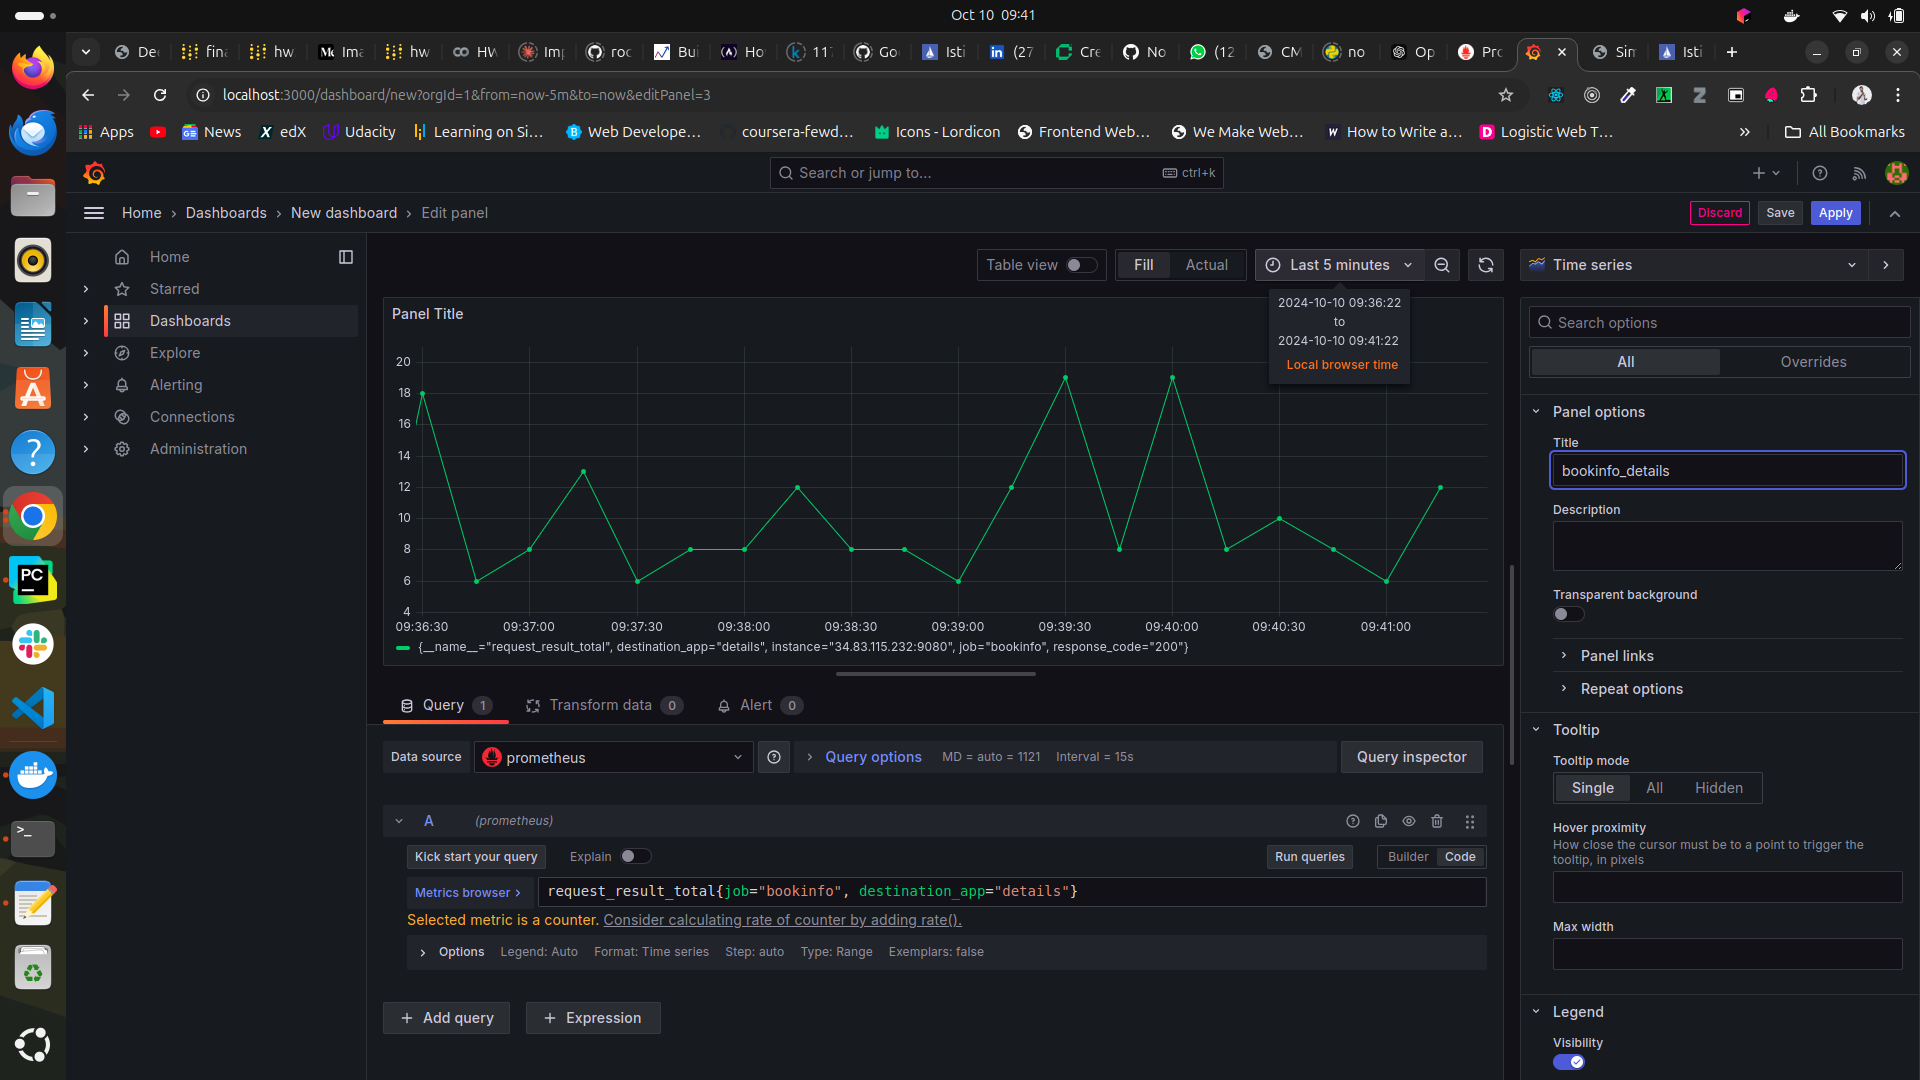 Oct 10 09:41
De
fin
hw
Ima
hw
HW
Imp
roc
Bui
Ho
117
Go
Isti
(27
Cre
No
(12
CM
no
Op
Pro
Sin
Isti
localhost:3000/dashboard/new?orgId=1&from=now-5m&to=now&editPanel=3
Apps
News
edX
Udacity
Learning on Si...
Web Develope...
coursera-fewd...
Icons - Lordicon
Frontend Web...
We Make Web...
How to Write a...
Logistic Web T...
»
All Bookmarks
Search or jump to...
ctrl+k
Home › Dashboards › New dashboard › Edit panel
Discard
Save
Apply
Home
Starred
Dashboards
Explore
Alerting
Connections
Administration
Table view
Fill
Actual
Last 5 minutes
Time series
2024-10-10 09:36:22
to
2024-10-10 09:41:22
Local browser time
Panel Title
20
18
16
14
12
10
8
6
4
09:36:30
09:37:00
09:37:30
09:38:00
09:38:30
09:39:00
09:39:30
09:40:00
09:40:30
09:41:00
{__name__="request_result_total", destination_app="details", instance="34.83.115.232:9080", job="bookinfo", response_code="200"}
Query 1
Transform data 0
Alert 0
Data source
prometheus
Query options
MD = auto = 1121
Interval = 15s
Query inspector
A
(prometheus)
Kick start your query
Explain
Run queries
Builder
Code
Metrics browser ›
request_result_total{job="bookinfo", destination_app="details"}
Selected metric is a counter. Consider calculating rate of counter by adding rate().
Options
Legend: Auto
Format: Time series
Step: auto
Type: Range
Exemplars: false
+ Add query
+ Expression
Search options
All
Overrides
Panel options
Title
bookinfo_details
Description
Transparent background
Panel links
Repeat options
Tooltip
Tooltip mode
Single
All
Hidden
Hover proximity
How close the cursor must be to a point to trigger the
tooltip, in pixels
Max width
Legend
Visibility